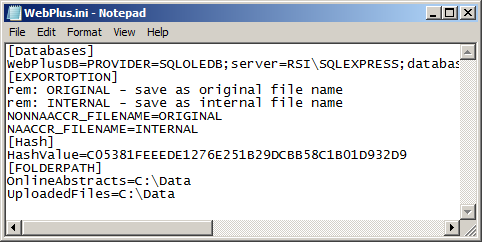 WebPlus.ini - Notepad
File Edit Format View Help
[Databases]
WebPlusDB=PROVIDER=SQLOLEDB;server=RSI\SQLEXPRESS;databas
[EXPORTOPTION]
rem: ORIGINAL - save as original file name
rem: INTERNAL - save as internal file name
NONNAACCR_FILENAME=ORIGINAL
NAACCR_FILENAME=INTERNAL
[Hash]
HashValue=C05381FEEEDE1276E251B29DCBB58C1B01D932D9
[FOLDERPATH]
OnlineAbstracts=C:\Data
UploadedFiles=C:\Data